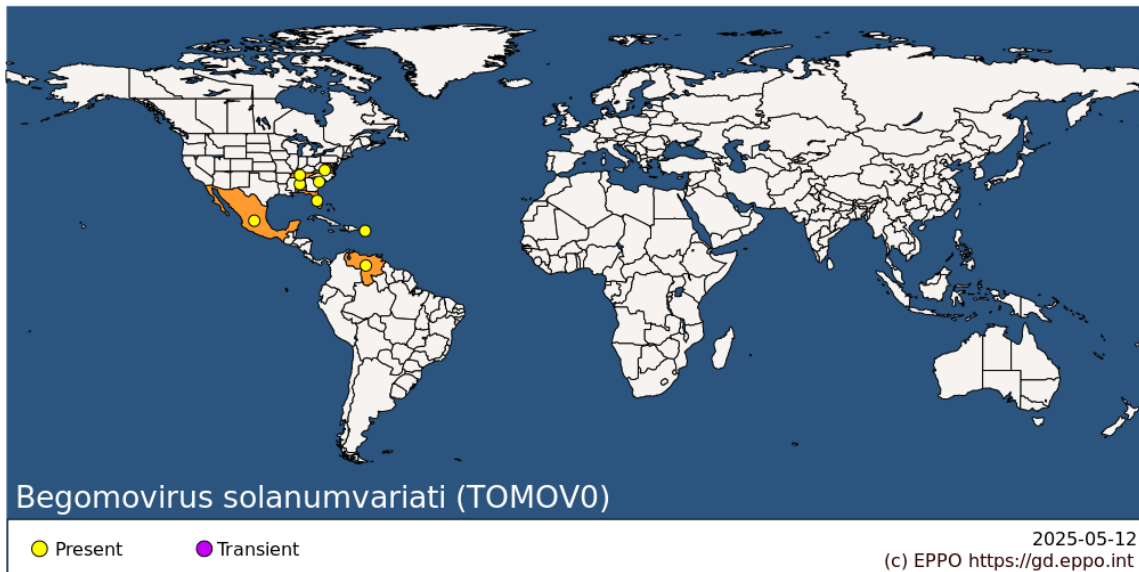 Begomovirus solanumvariati (TOMOV0)
Present
Transient
2025-05-12
(c) EPPO https://gd.eppo.int